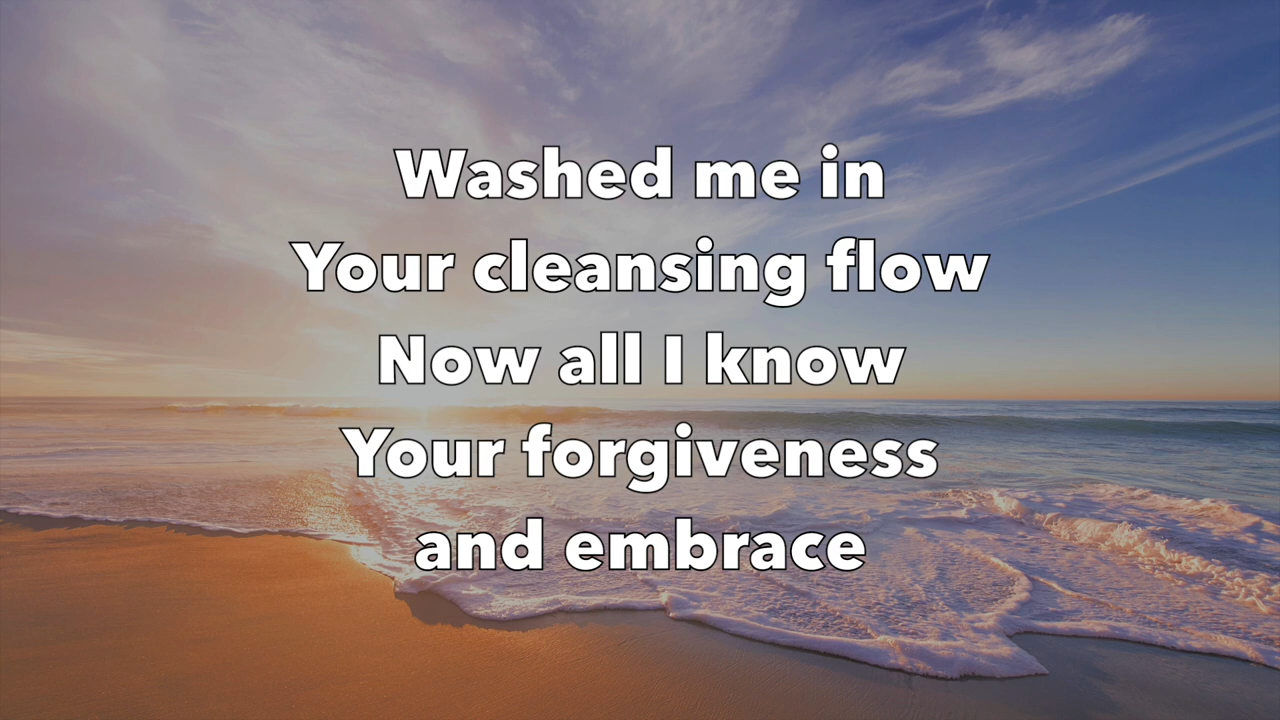 Washed me in
Your cleansing flow
Now all I know
Your forgiveness
and embrace